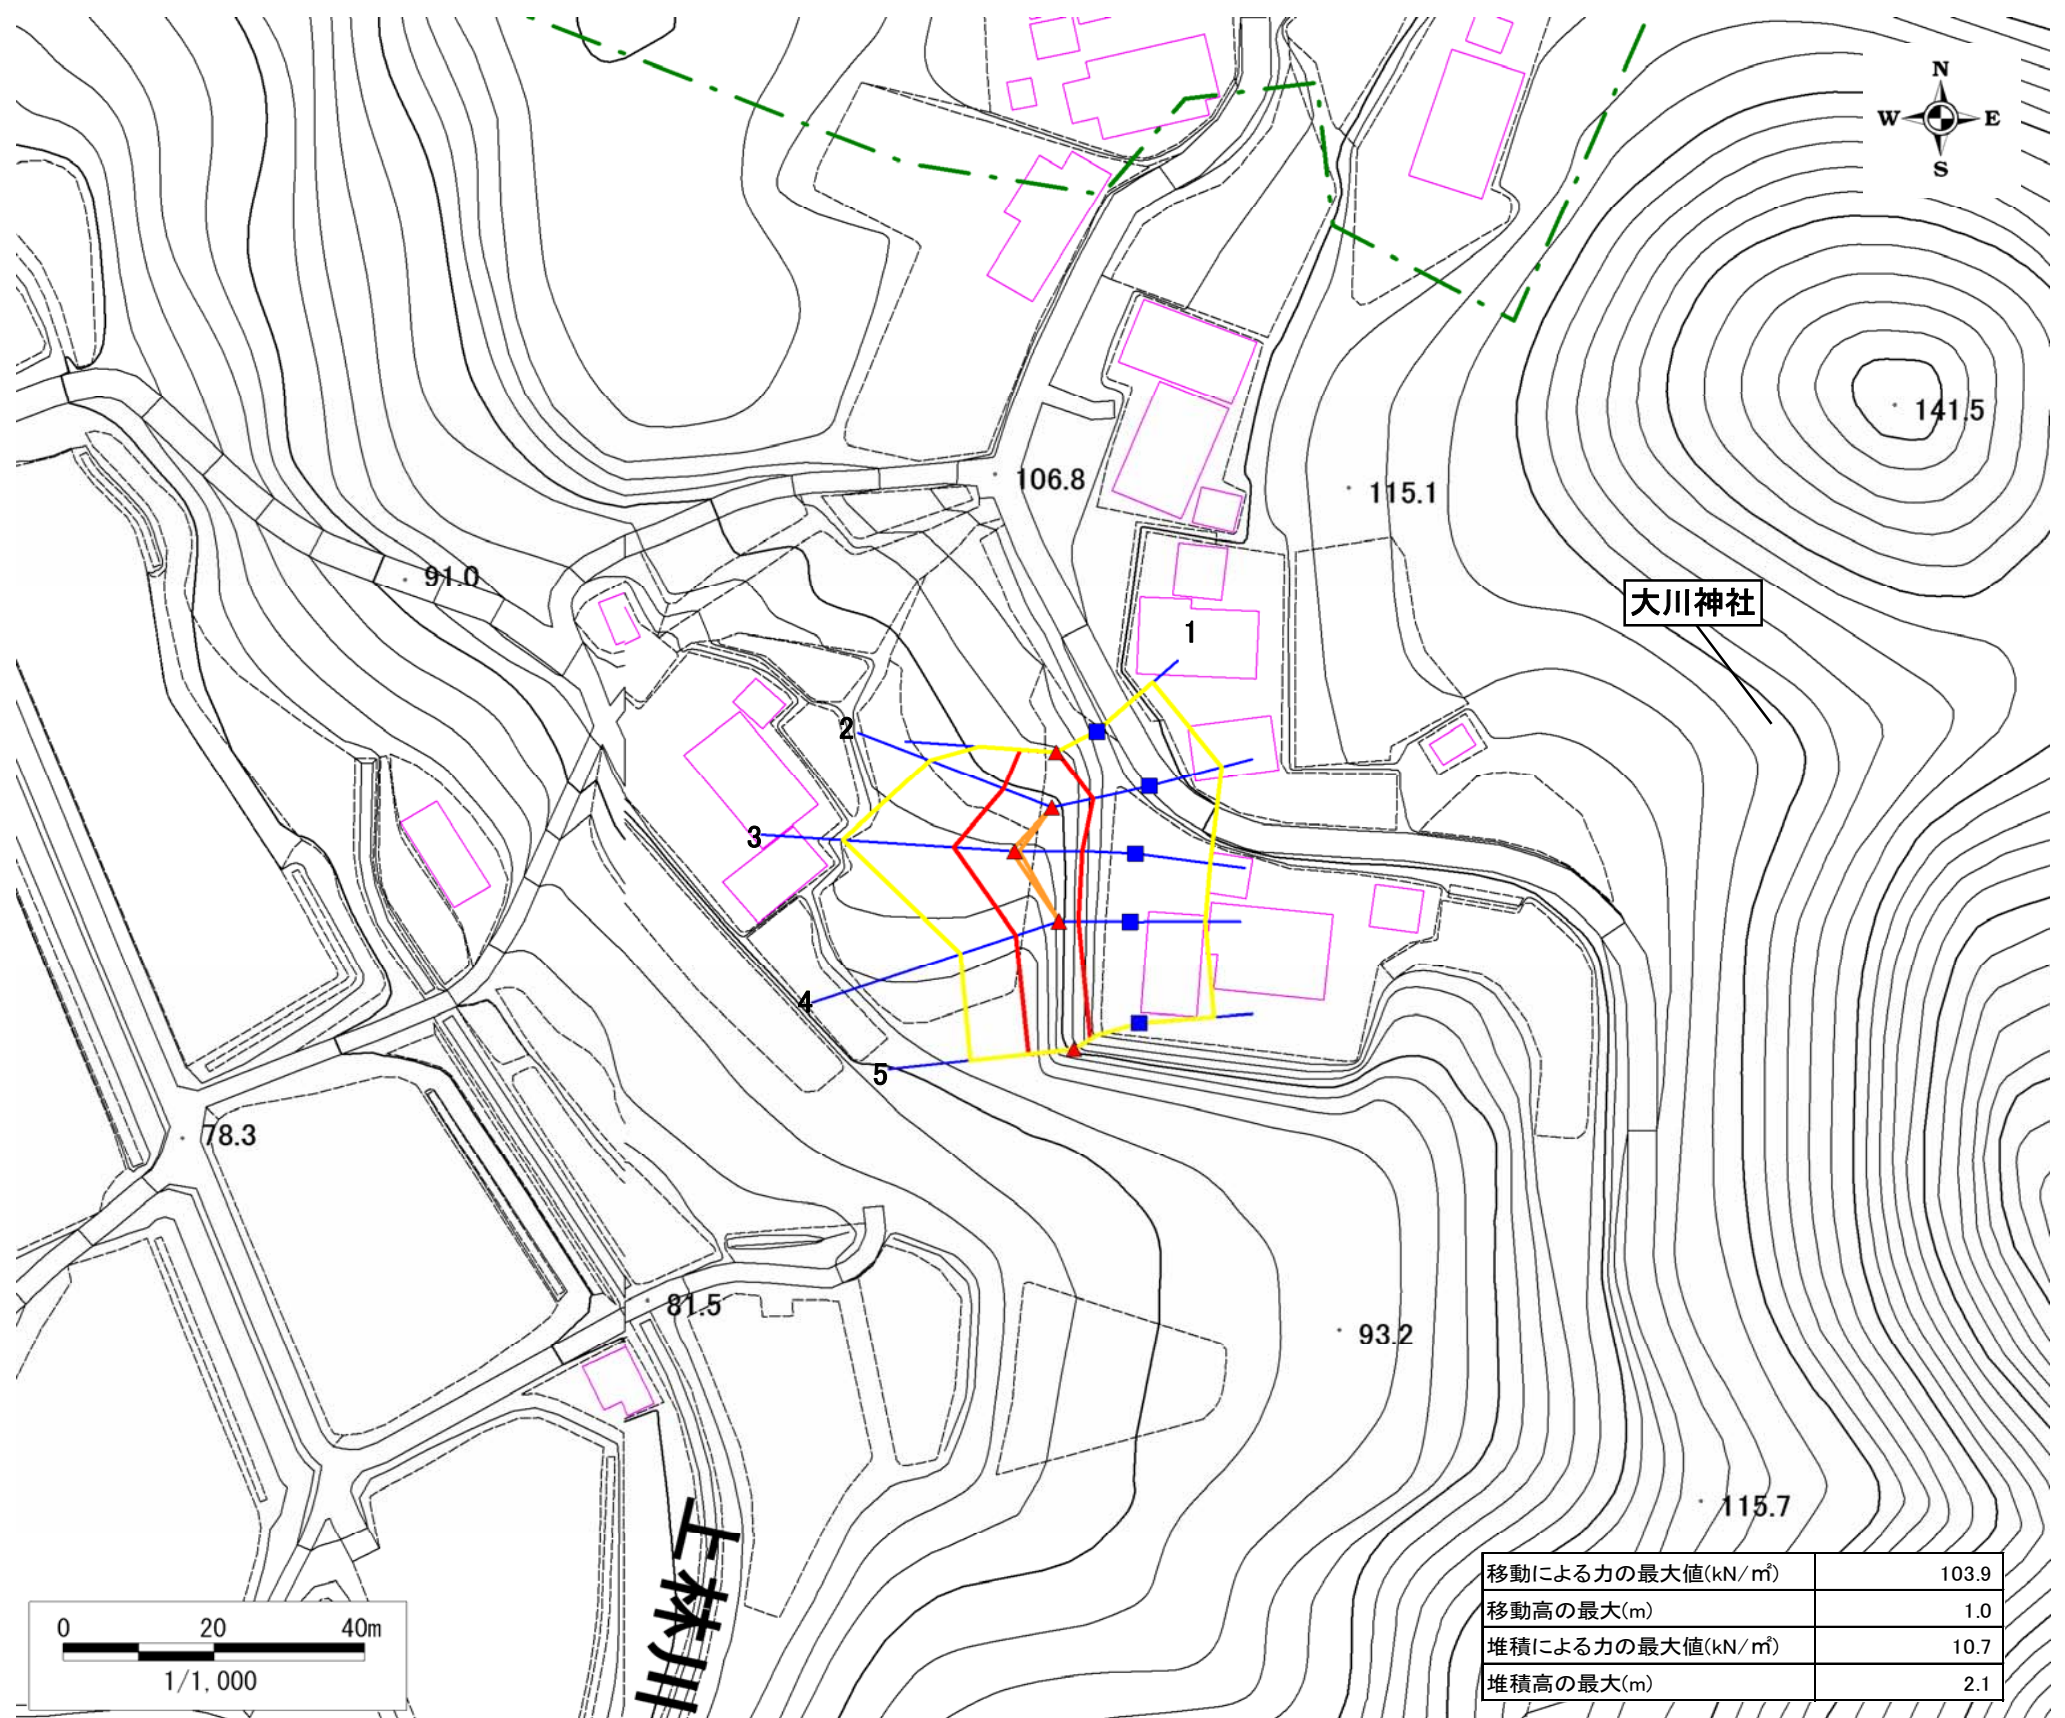 N
W E
S
141.5
106.8
115.1
91.0
大川神社
1
2
3
4
5
78.3
81.5
93.2
115.7
上林川
移動による力の最大値(kN/㎡) 103.9
移動高の最大(m) 1.0
堆積による力の最大値(kN/㎡) 10.7
堆積高の最大(m) 2.1
0 20 40m
1/1,000